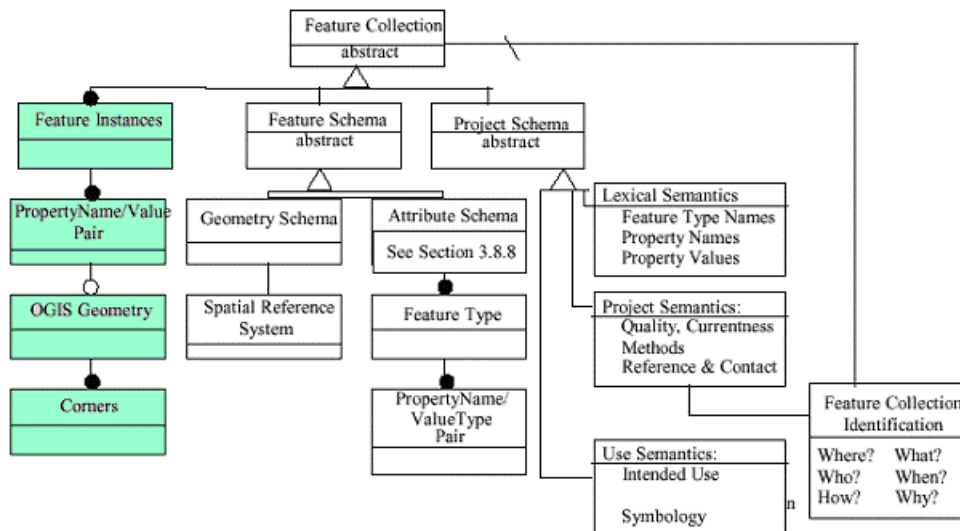 Feature Collection
abstract
Feature Instances
Feature Schema
abstract
Project Schema
abstract
PropertyName/Value
Pair
Geometry Schema
Attribute Schema
See Section 3.8.8
Lexical Semantics
Feature Type Names
Property Names
Property Values
OGIS Geometry
Spatial Reference
System
Feature Type
Project Semantics:
Quality, Currentness
Methods
Reference & Contact
Corners
PropertyName/
ValueType
Pair
Feature Collection
Identification
Where? What?
Who? When?
How? Why?
Use Semantics:
Intended Use
n
Symbology